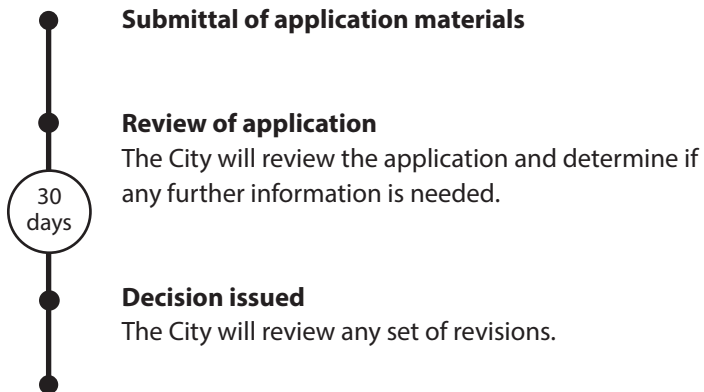 Submittal of application materials
Review of application
The City will review the application and determine if
any further information is needed.
30
days
Decision issued
The City will review any set of revisions.